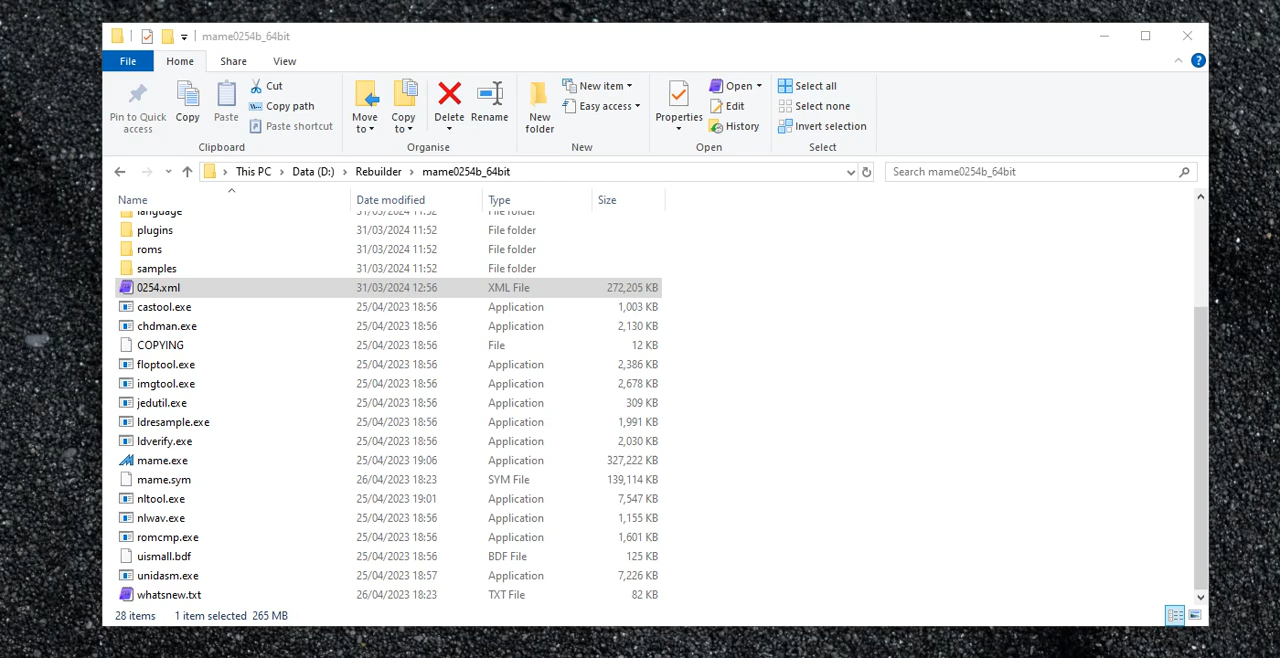 mame0254b_64bit
File Home Share View
Pin to Quick access
Copy
Paste
Cut
Copy path
Paste shortcut
Clipboard
Move to
Copy to
Delete
Rename
Organise
New folder
New item
Easy access
New
Properties
Open
Edit
History
Open
Select all
Select none
Invert selection
Select
This PC > Data (D:) > Rebuilder > mame0254b_64bit
Search mame0254b_64bit
Name Date modified Type Size
language 31/03/2024 11:52 File folder
plugins 31/03/2024 11:52 File folder
roms 31/03/2024 11:52 File folder
samples 31/03/2024 11:52 File folder
0254.xml 31/03/2024 12:56 XML File 272,205 KB
castool.exe 25/04/2023 18:56 Application 1,003 KB
chdman.exe 25/04/2023 18:56 Application 2,130 KB
COPYING 25/04/2023 18:56 File 12 KB
floptool.exe 25/04/2023 18:56 Application 2,386 KB
imgtool.exe 25/04/2023 18:56 Application 2,678 KB
jedutil.exe 25/04/2023 18:56 Application 309 KB
ldresample.exe 25/04/2023 18:56 Application 1,991 KB
ldverify.exe 25/04/2023 18:56 Application 2,030 KB
mame.exe 25/04/2023 19:06 Application 327,222 KB
mame.sym 26/04/2023 18:23 SYM File 139,114 KB
nltool.exe 25/04/2023 19:01 Application 7,547 KB
nlwav.exe 25/04/2023 18:56 Application 1,155 KB
romcmp.exe 25/04/2023 18:56 Application 1,601 KB
uismall.bdf 25/04/2023 18:56 BDF File 125 KB
unidasm.exe 25/04/2023 18:57 Application 7,226 KB
whatsnew.txt 26/04/2023 18:23 TXT File 82 KB
28 items 1 item selected 265 MB